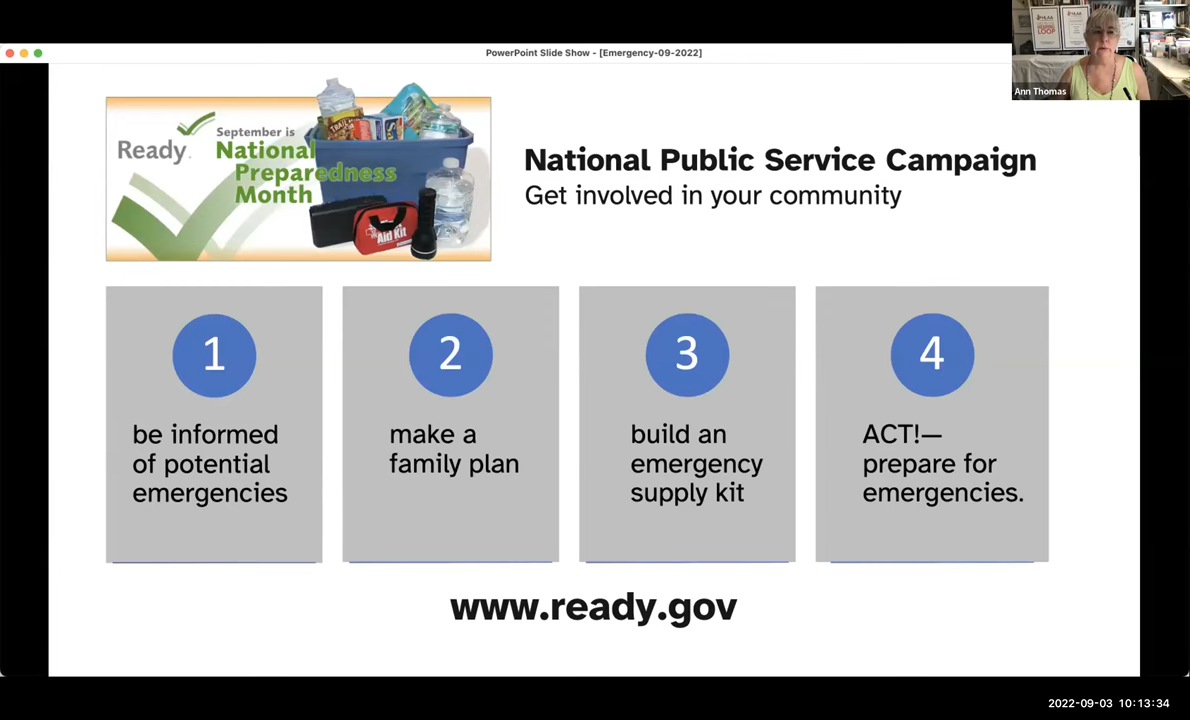 PowerPoint Slide Show - [Emergency-09-2022]
Ann Thomas
Ready.
September is
National
Preparedness
Month
TRAIL
Aid Kit
National Public Service Campaign
Get involved in your community
1
be informed
of potential
emergencies
2
make a
family plan
3
build an
emergency
supply kit
4
ACT!—
prepare for
emergencies.
www.ready.gov
2022-09-03 10:13:34